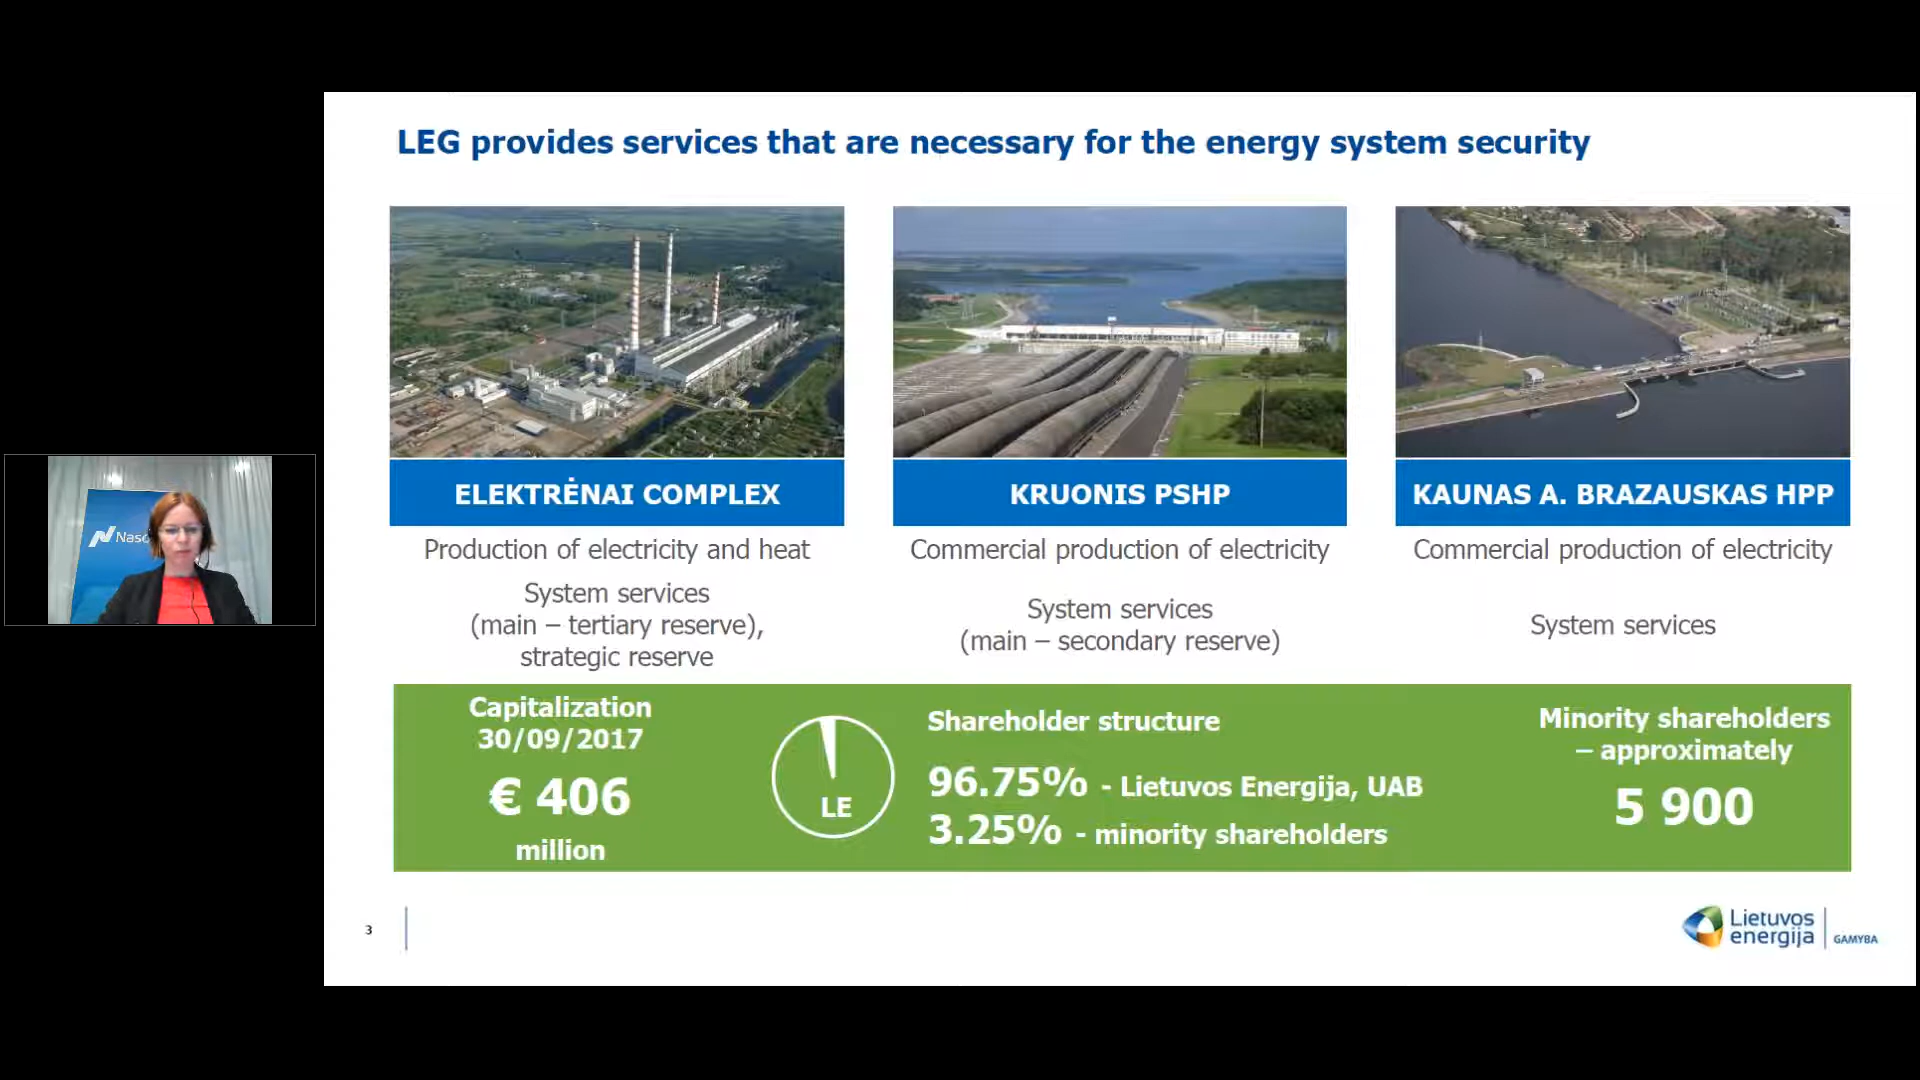 LEG provides services that are necessary for the energy system security
ELEKTRĖNAI COMPLEX
Production of electricity and heat
System services
(main – tertiary reserve),
strategic reserve
KRUONIS PSHP
Commercial production of electricity
System services
(main – secondary reserve)
KAUNAS A. BRAZAUSKAS HPP
Commercial production of electricity
System services
Capitalization
30/09/2017
€ 406
million
LE
Shareholder structure
96.75% - Lietuvos Energija, UAB
3.25% - minority shareholders
Minority shareholders
– approximately
5 900
3
Lietuvos
energija
GAMYBA